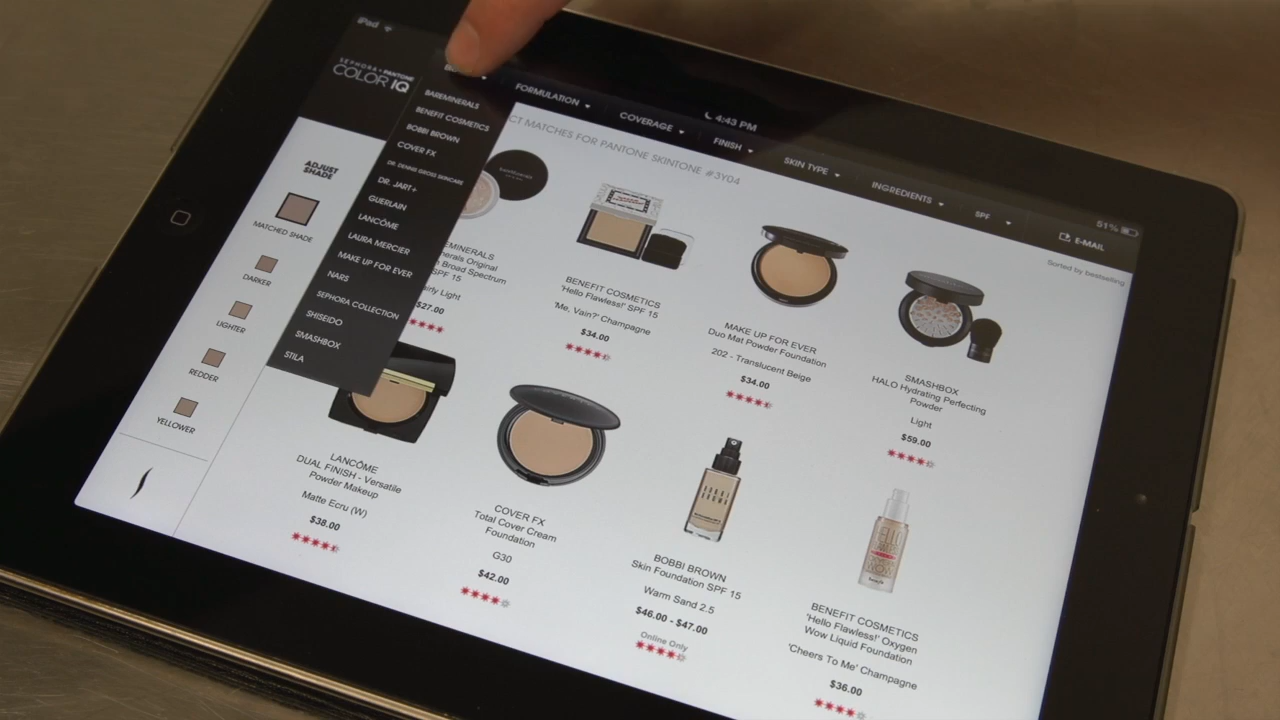 iPad
4:43 PM
51%
SEPHORA + PANTONE
COLOR IQ
FORMULATION
COVERAGE
FINISH
SKIN TYPE
INGREDIENTS
SPF
E-MAIL
BAREMINERALS
BENEFIT COSMETICS
BOBBI BROWN
COVER FX
DR. DENNIS GROSS SKINCARE
DR. JART+
GUERLAIN
LANCÔME
LAURA MERCIER
MAKE UP FOR EVER
NARS
SEPHORA COLLECTION
SHISEIDO
SMASHBOX
STILA
CT MATCHES FOR PANTONE SKINTONE #3Y04
Sorted by bestselling
ADJUST
SHADE
MATCHED SHADE
DARKER
LIGHTER
REDDER
YELLOWER
EMINERALS
erals Original
n Broad Spectrum
SPF 15
airly Light
$27.00
BENEFIT COSMETICS
'Hello Flawless!' SPF 15
'Me, Vain?' Champagne
$34.00
MAKE UP FOR EVER
Duo Mat Powder Foundation
202 - Translucent Beige
$34.00
SMASHBOX
HALO Hydrating Perfecting
Powder
Light
$59.00
LANCÔME
DUAL FINISH - Versatile
Powder Makeup
Matte Ecru (W)
$38.00
COVER FX
Total Cover Cream
Foundation
G30
$42.00
BOBBI
BROWN
BOBBI BROWN
Skin Foundation SPF 15
Warm Sand 2.5
$46.00 - $47.00
Online Only
benefit
BENEFIT COSMETICS
'Hello Flawless!' Oxygen
Wow Liquid Foundation
'Cheers To Me' Champagne
$36.00